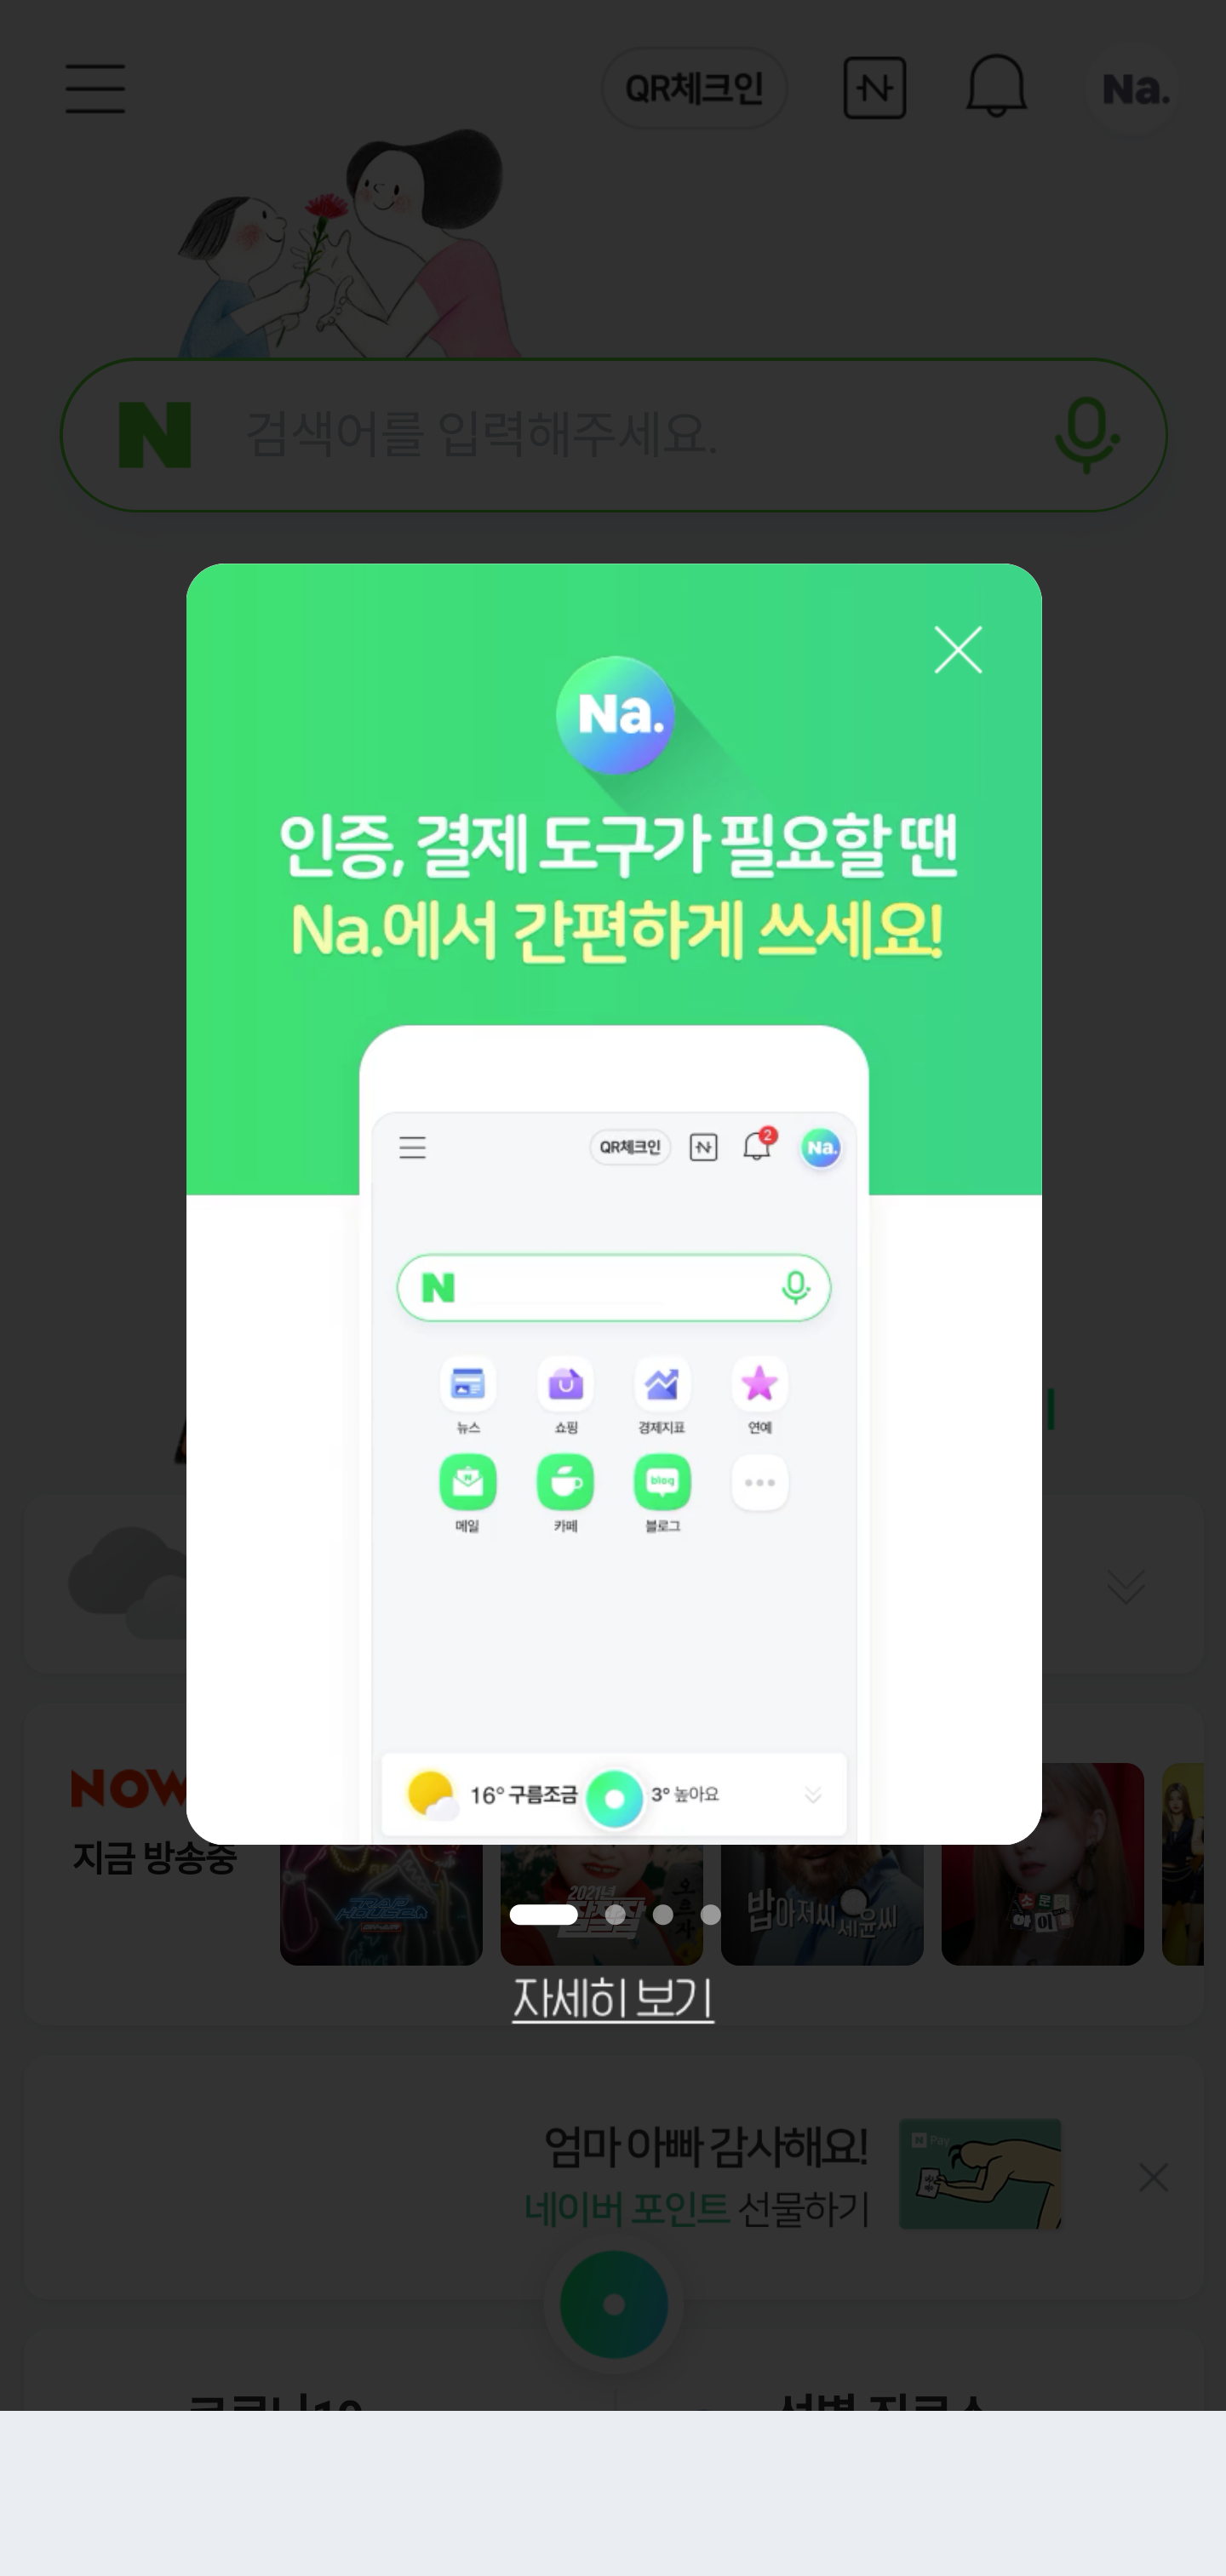 QR체크인
N
Na.
N
검색어를 입력해주세요.
Na.
인증, 결제 도구가 필요할 땐
Na.에서 간편하게 쓰세요!
QR체크인
N
2
Na.
N
뉴스
쇼핑
경제지표
연예
메일
카페
blog
블로그
16° 구름조금
3° 높아요
NOW
지금 방송중
2021년
밥아저씨 세윤씨
자세히 보기
엄마 아빠 감사해요!
N Pay
네이버 포인트 선물하기